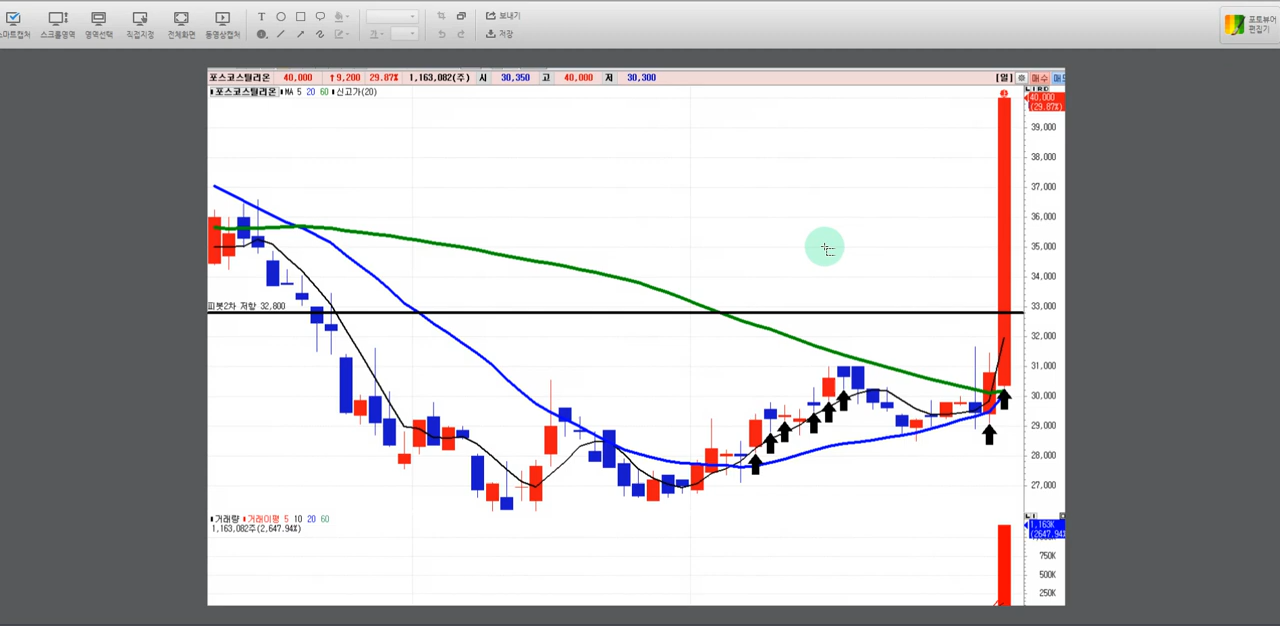 스마트캡처 스크롤영역 영역선택 직접지정 전체화면 동영상캡처 T 가 보내기 저장 포토뷰어 편집기
포스코스틸리온 40,000 ↑9,200 29.87% 1,163,082(주) 시 30,350 고 40,000 저 30,300 [일] 매수 매도
포스코스틸리온 MA 5 20 60 신고가(20)
40,000
(29.87%)
39,000
38,000
37,000
36,000
35,000
34,000
피봇2차 저항 32,800
33,000
32,000
31,000
30,000
29,000
28,000
27,000
거래량 거래이평 5 10 20 60
1,163,082주(2,647.94%)
1,163K
(2647.94%
750K
500K
250K